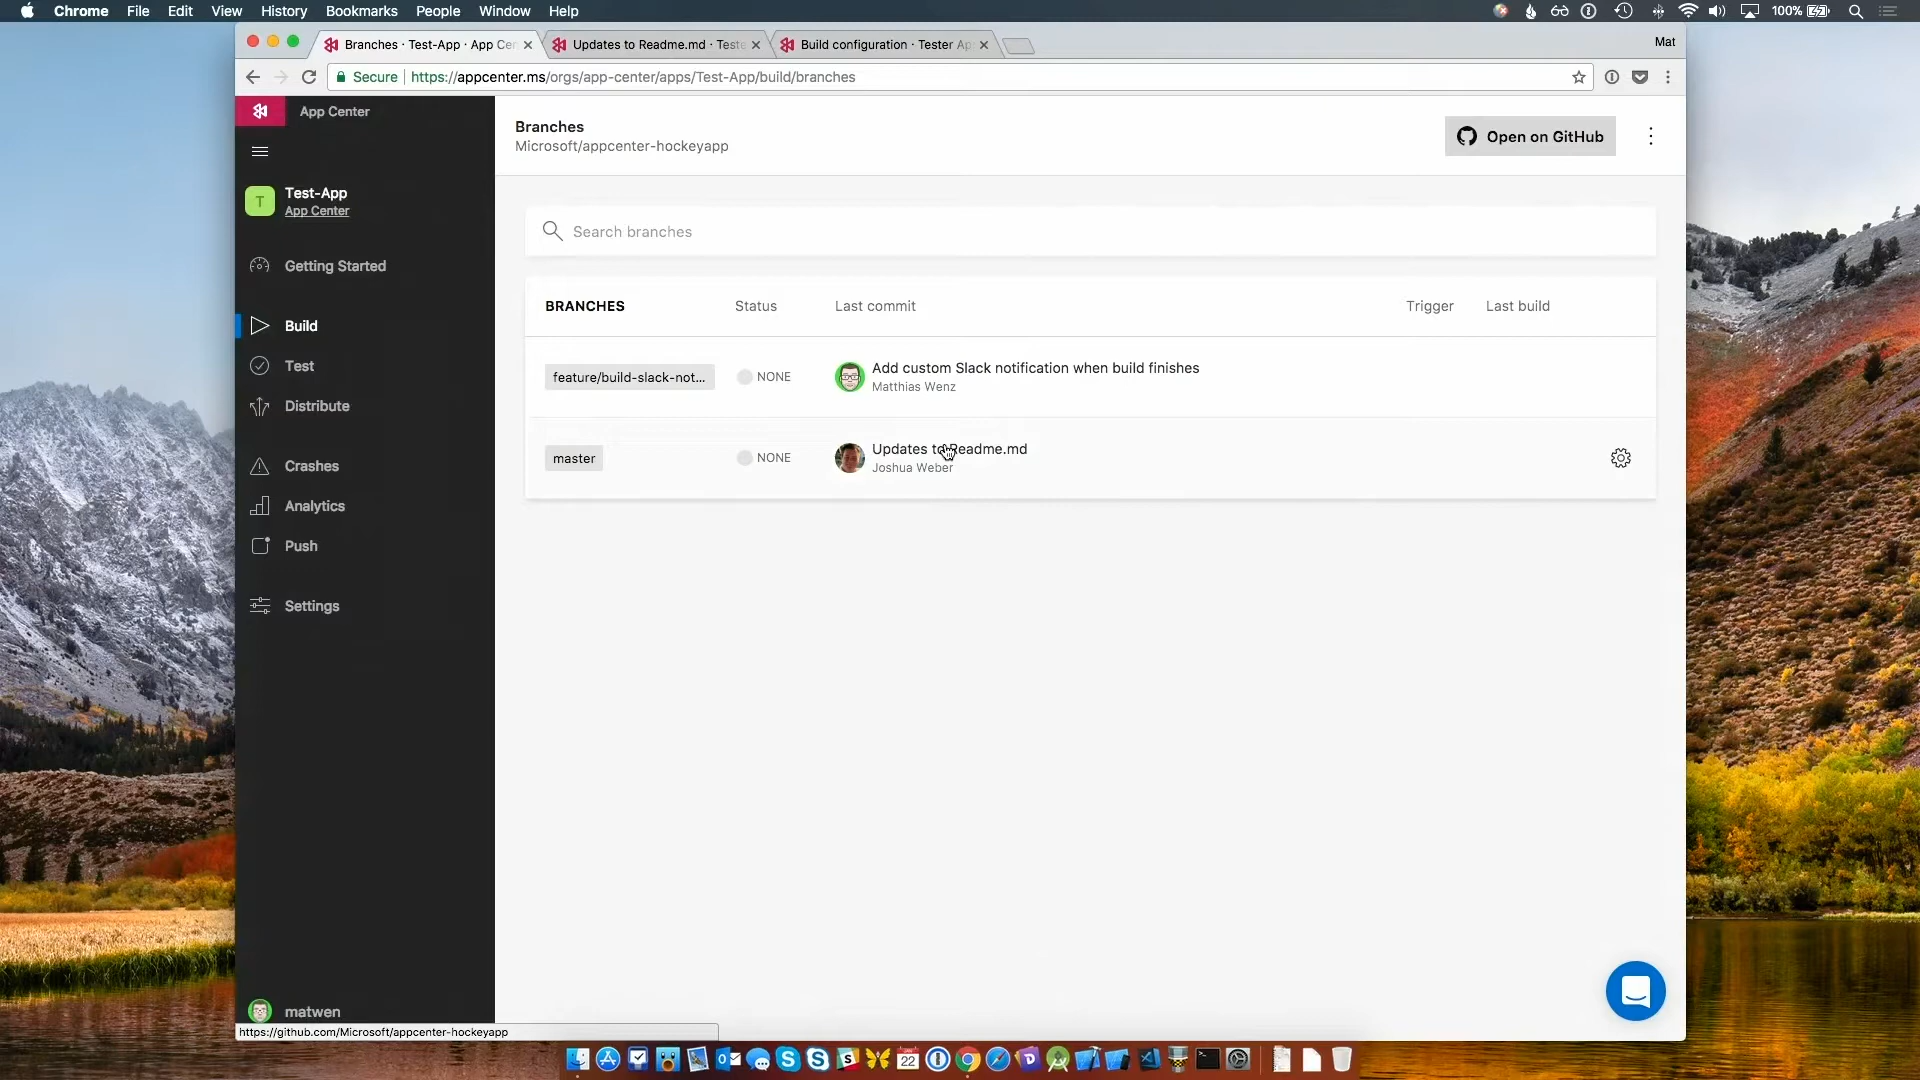 Chrome File Edit View History Bookmarks People Window Help
100%
Branches · Test-App · App Cen
Updates to Readme.md · Teste
Build configuration · Tester Ap
Mat
Secure https://appcenter.ms/orgs/app-center/apps/Test-App/build/branches
App Center
T
Test-App
App Center
Getting Started
Build
Test
Distribute
Crashes
Analytics
Push
Settings
matwen
Branches
Microsoft/appcenter-hockeyapp
Open on GitHub
Search branches
BRANCHES Status Last commit Trigger Last build
feature/build-slack-not... NONE Add custom Slack notification when build finishes
Matthias Wenz
master NONE Updates to Readme.md
Joshua Weber
https://github.com/Microsoft/appcenter-hockeyapp
22